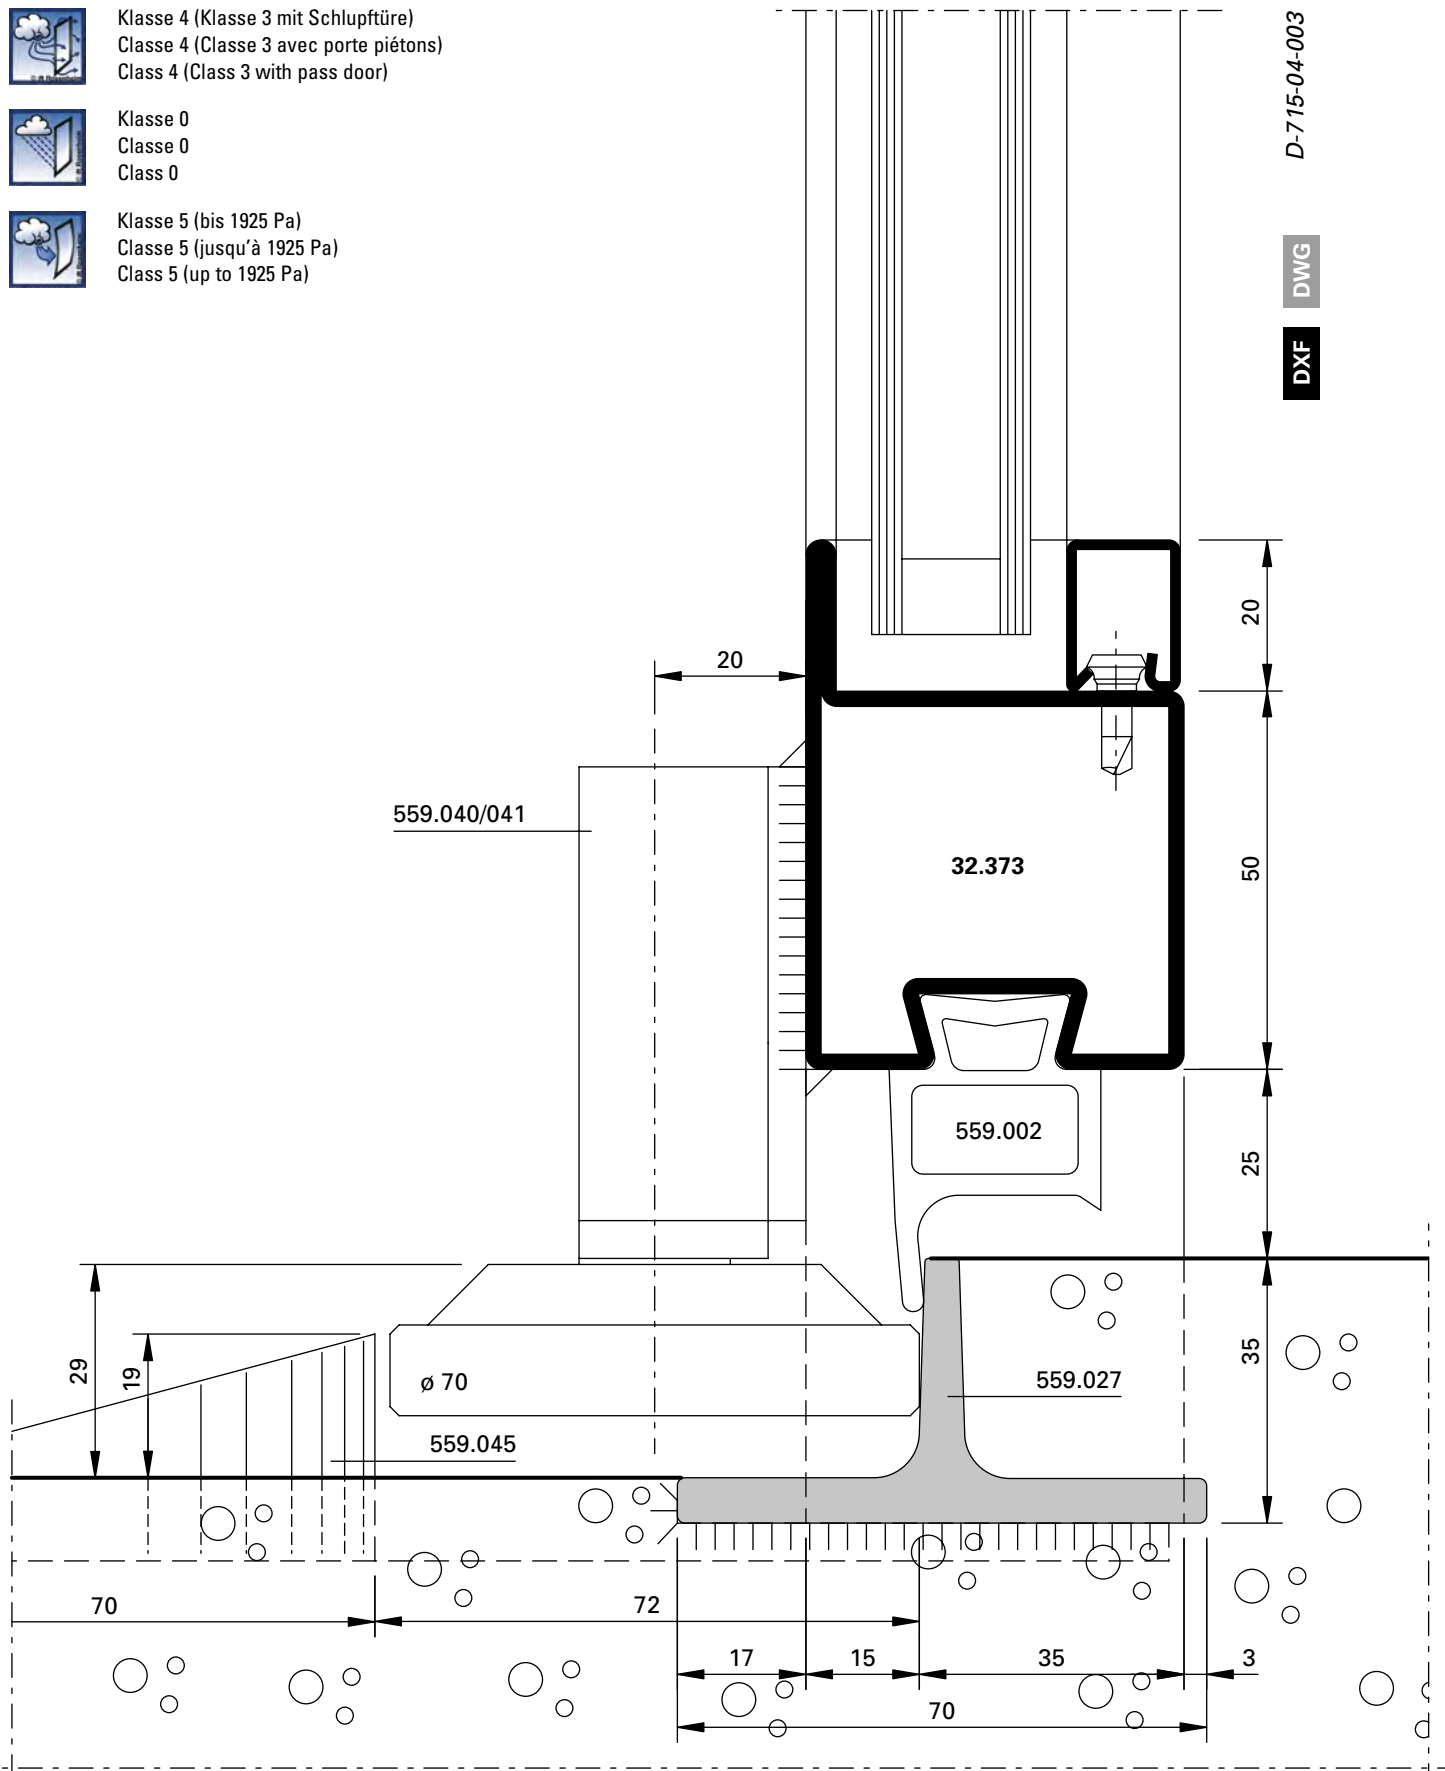 Klasse 4 (Klasse 3 mit Schlupftüre)
Classe 4 (Classe 3 avec porte piétons)
Class 4 (Class 3 with pass door)
Klasse 0
Classe 0
Class 0
Klasse 5 (bis 1925 Pa)
Classe 5 (jusqu'à 1925 Pa)
Class 5 (up to 1925 Pa)
D-715-04-003
DWG
DXF
20
20
559.040/041
32.373
50
559.002
25
29
19
ø 70
559.045
559.027
35
70
72
17
15
35
3
70